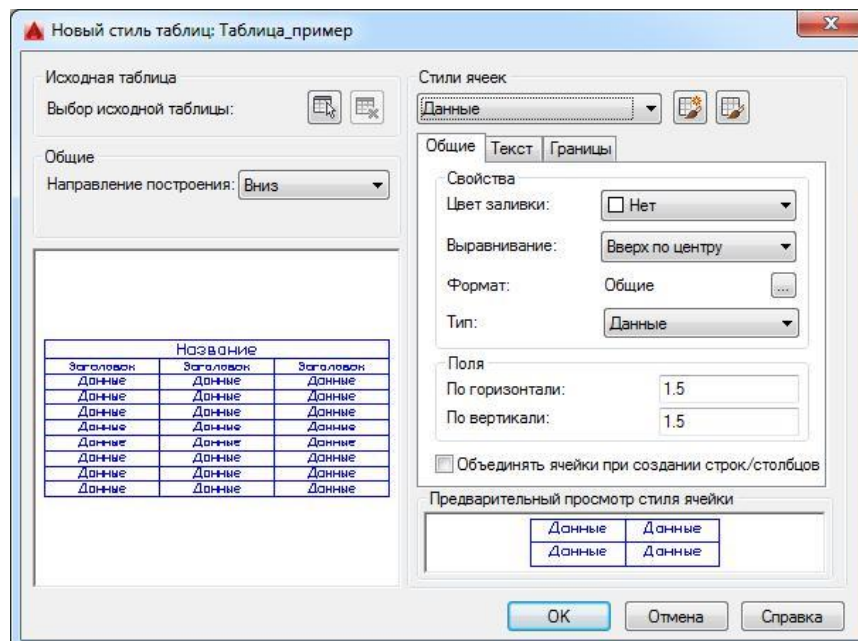 Новый стиль таблиц: Таблица_пример
Исходная таблица
Выбор исходной таблицы:
Общие
Направление построения: Вниз
Название
Заголовок Заголовок Заголовок
Данные Данные Данные
Данные Данные Данные
Данные Данные Данные
Данные Данные Данные
Данные Данные Данные
Данные Данные Данные
Данные Данные Данные
Данные Данные Данные
Стили ячеек
Данные
Общие Текст Границы
Свойства
Цвет заливки: Нет
Выравнивание: Вверх по центру
Формат: Общие ...
Тип: Данные
Поля
По горизонтали: 1.5
По вертикали: 1.5
Объединять ячейки при создании строк/столбцов
Предварительный просмотр стиля ячейки
Данные Данные
Данные Данные
OK Отмена Справка